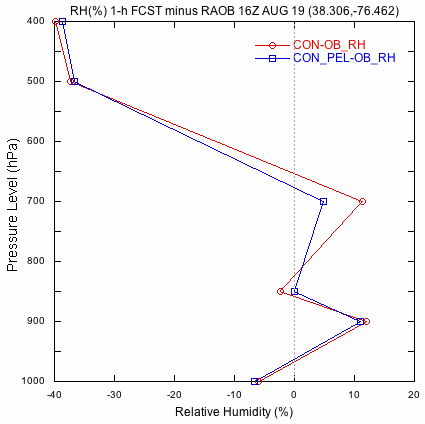 RH(%) 1-h FCST minus RAOB 16Z AUG 19 (38.306,-76.462)
CON-OB_RH
CON_PEL-OB_RH
400
500
600
700
800
900
1000
Pressure Level (hPa)
-40 -30 -20 -10 0 10 20
Relative Humidity (%)